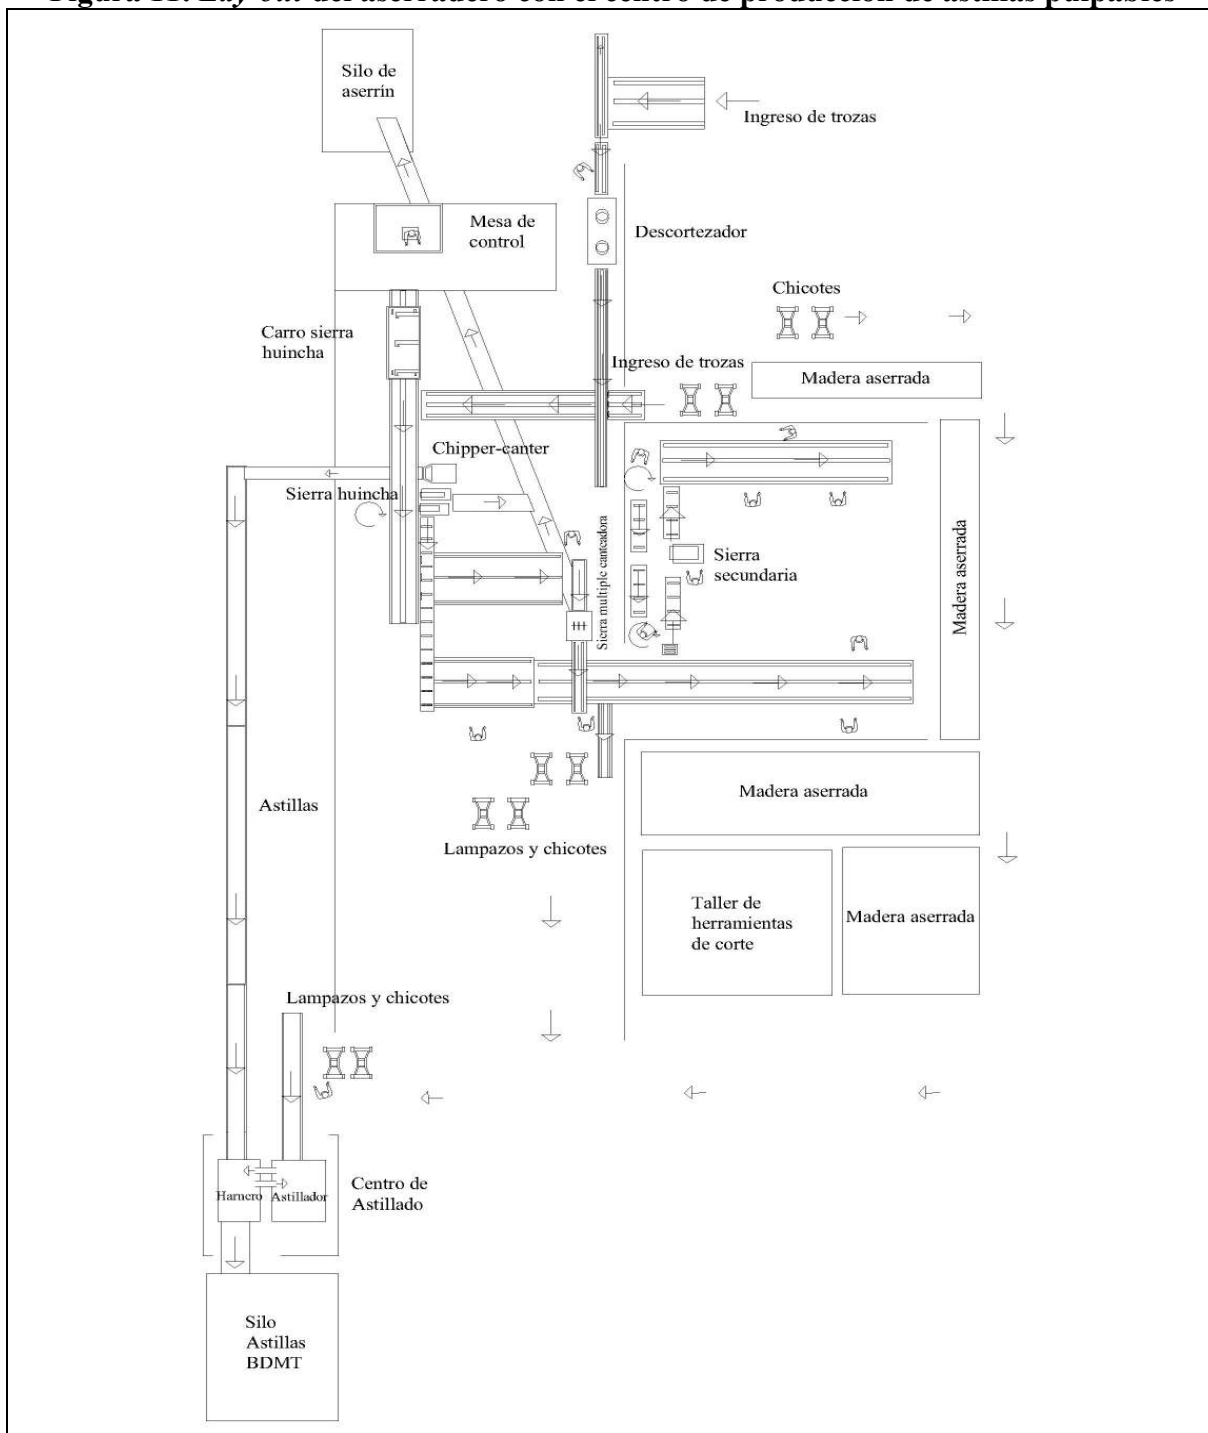 Figura 11. Lay-out del aserradero con el centro de producción de astillas pulpables
Silo de
aserrín
Ingreso de trozas
Mesa de
control
Descortezador
Chicotes
Carro sierra
huincha
Ingreso de trozas
Madera aserrada
Chipper-canter
Sierra huincha
Sierra multiple canteadora
Sierra
secundaria
Madera aserrada
Astillas
Madera aserrada
Lampazos y chicotes
Taller de
herramientas
de corte
Madera aserrada
Lampazos y chicotes
Centro de
Astillado
Harnero
Astillador
Silo
Astillas
BDMT